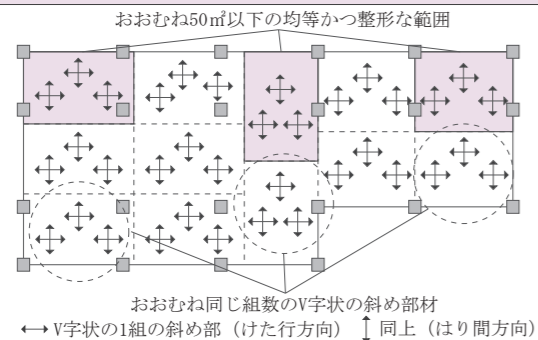 おおむね50㎡以下の均等かつ整形な範囲
おおむね同じ組数のV字状の斜め部材
V字状の1組の斜め部（けた行方向） 同上（はり間方向）